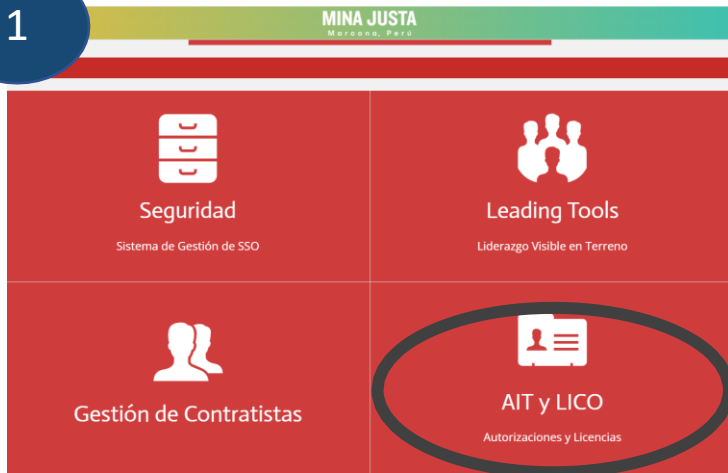 1
MINA JUSTA
Marcona, Perú
Seguridad
Sistema de Gestión de SSO
Leading Tools
Liderazgo Visible en Terreno
Gestión de Contratistas
AIT y LICO
Autorizaciones y Licencias